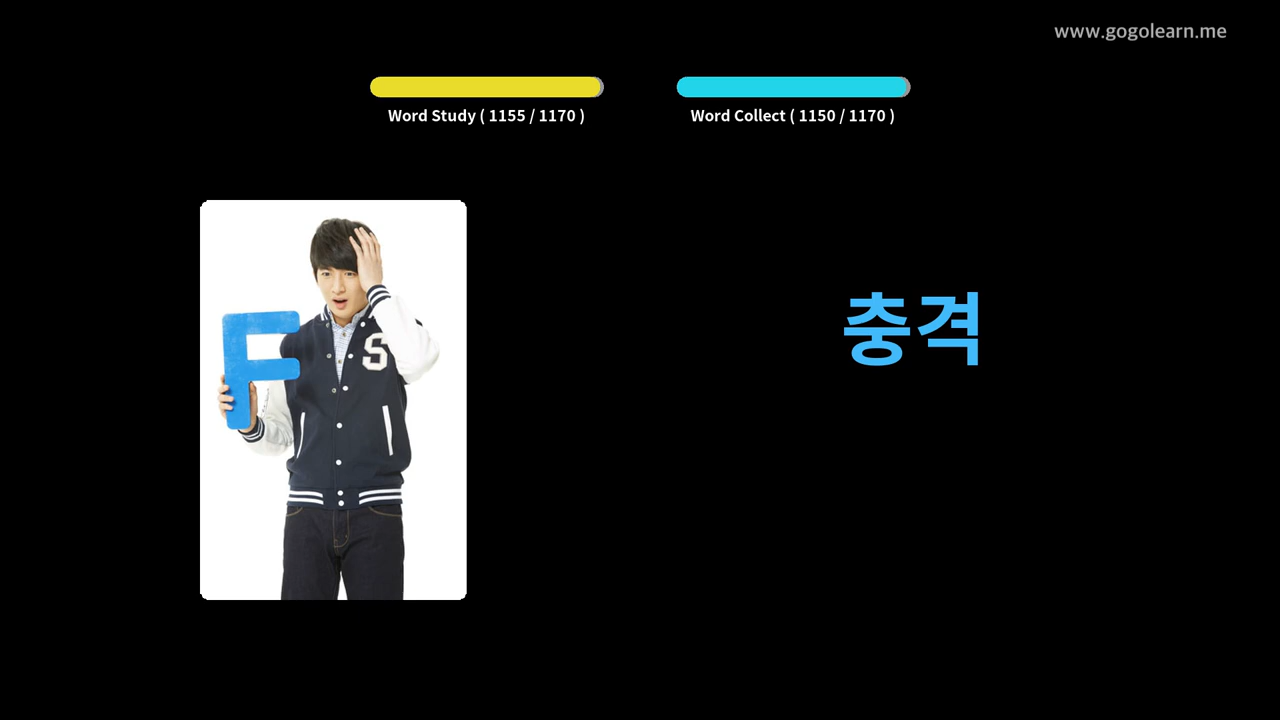 www.gogolearn.me
Word Study ( 1155 / 1170 )
Word Collect ( 1150 / 1170 )
F
S
충격